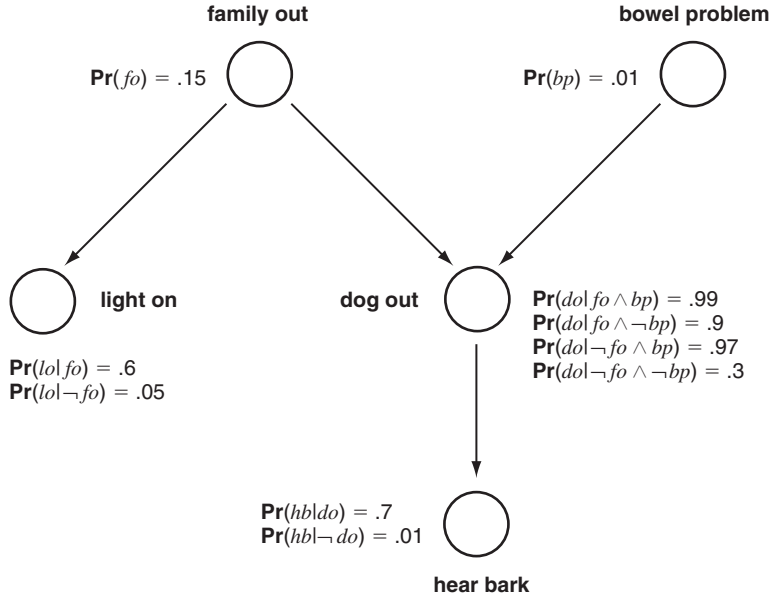 family out
bowel problem
Pr(fo) = .15
Pr(bp) = .01
light on
dog out
Pr(do|fo ∧ bp) = .99
Pr(do|fo ∧ ¬bp) = .9
Pr(do|¬fo ∧ bp) = .97
Pr(do|¬fo ∧ ¬bp) = .3
Pr(lo|fo) = .6
Pr(lo|¬fo) = .05
Pr(hb|do) = .7
Pr(hb|¬do) = .01
hear bark